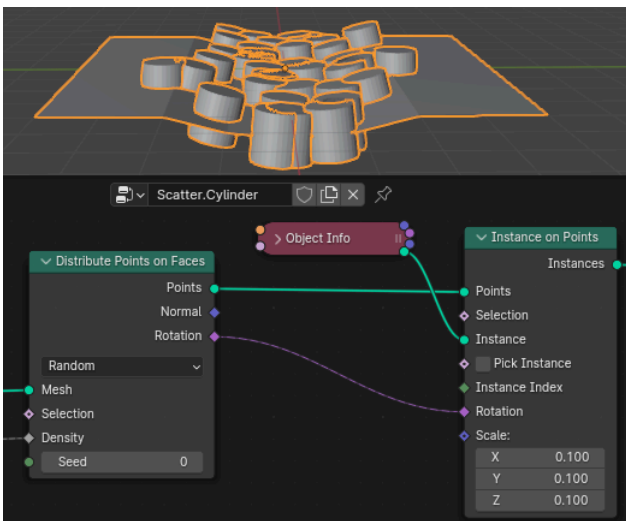 Scatter.Cylinder
Object Info
Instance on Points
Distribute Points on Faces
Instances
Points
Points
Normal
Selection
Rotation
Instance
Random
Pick Instance
Mesh
Instance Index
Selection
Rotation
Density
Scale:
Seed 0
X 0.100
Y 0.100
Z 0.100